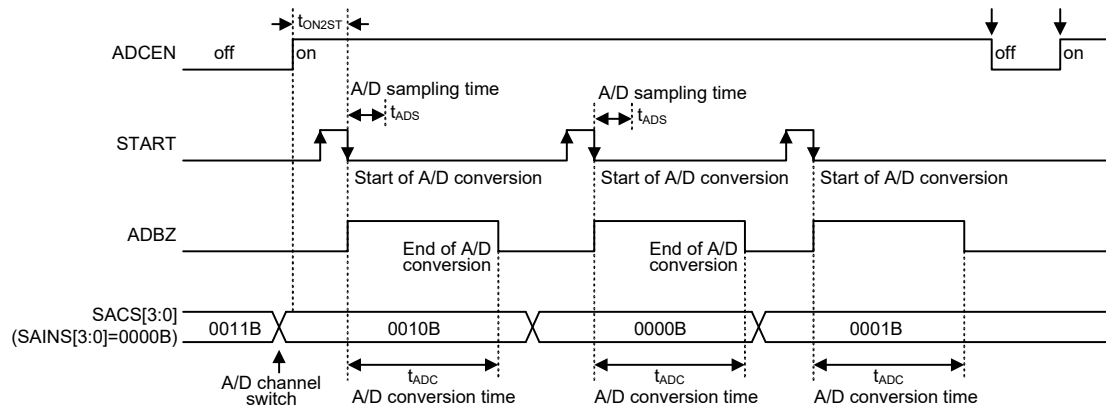 tON2ST
ADCEN
off
on
off
on
A/D sampling time
tADS
A/D sampling time
tADS
START
Start of A/D conversion
Start of A/D conversion
Start of A/D conversion
ADBZ
End of A/D
conversion
End of A/D
conversion
SACS[3:0]
(SAINS[3:0]=0000B)
0011B
0010B
0000B
0001B
A/D channel
switch
tADC
A/D conversion time
tADC
A/D conversion time
tADC
A/D conversion time